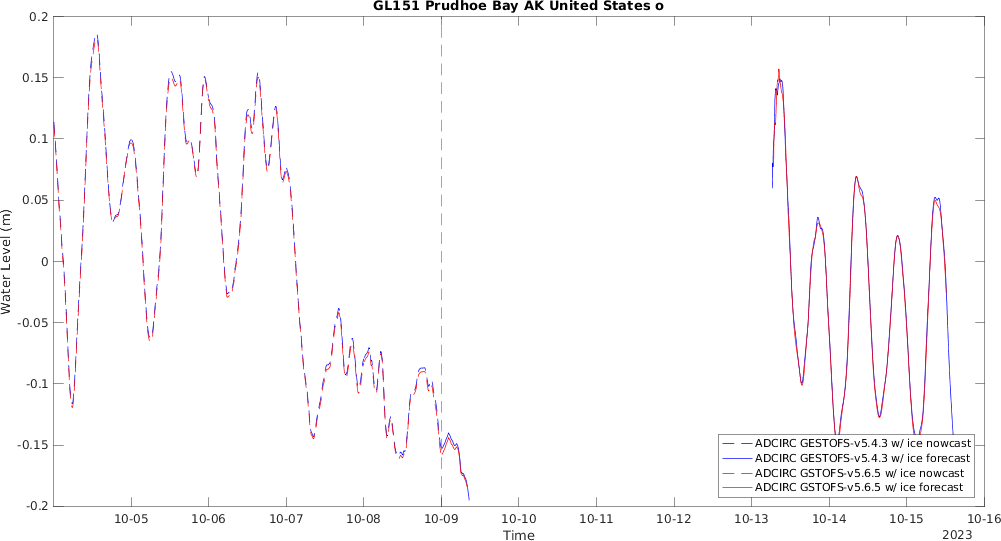 GL151 Prudhoe Bay AK United States o
0.2
0.15
0.1
0.05
0
-0.05
-0.1
-0.15
-0.2
Water Level (m)
ADCIRC GESTOFS-v5.4.3 w/ ice nowcast
ADCIRC GESTOFS-v5.4.3 w/ ice forecast
ADCIRC GSTOFS-v5.6.5 w/ ice nowcast
ADCIRC GSTOFS-v5.6.5 w/ ice forecast
10-05 10-06 10-07 10-08 10-09 10-10 10-11 10-12 10-13 10-14 10-15 10-16
Time
2023